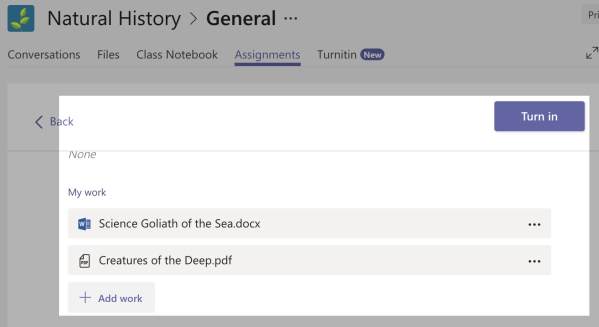 Natural History > General ...
Pri
Conversations Files Class Notebook Assignments Turnitin New
Back
Turn in
None
My work
W Science Goliath of the Sea.docx ...
PDF Creatures of the Deep.pdf ...
+ Add work